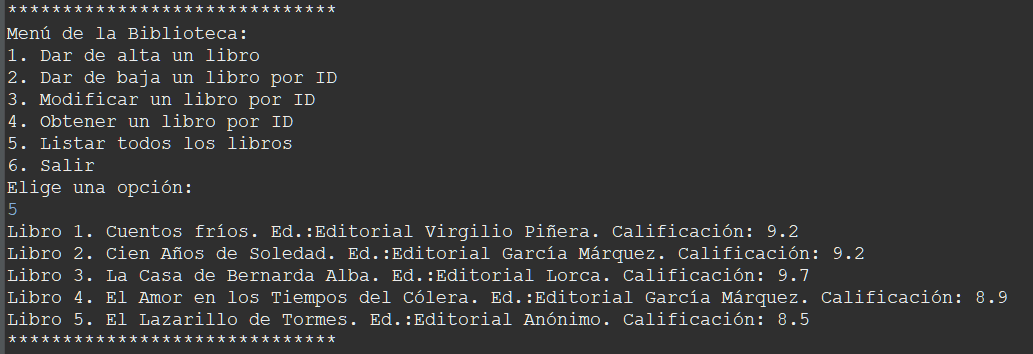 ******************************
Menú de la Biblioteca:
1. Dar de alta un libro
2. Dar de baja un libro por ID
3. Modificar un libro por ID
4. Obtener un libro por ID
5. Listar todos los libros
6. Salir
Elige una opción:
5
Libro 1. Cuentos fríos. Ed.:Editorial Virgilio Piñera. Calificación: 9.2
Libro 2. Cien Años de Soledad. Ed.:Editorial García Márquez. Calificación: 9.2
Libro 3. La Casa de Bernarda Alba. Ed.:Editorial Lorca. Calificación: 9.7
Libro 4. El Amor en los Tiempos del Cólera. Ed.:Editorial García Márquez. Calificación: 8.9
Libro 5. El Lazarillo de Tormes. Ed.:Editorial Anónimo. Calificación: 8.5
******************************